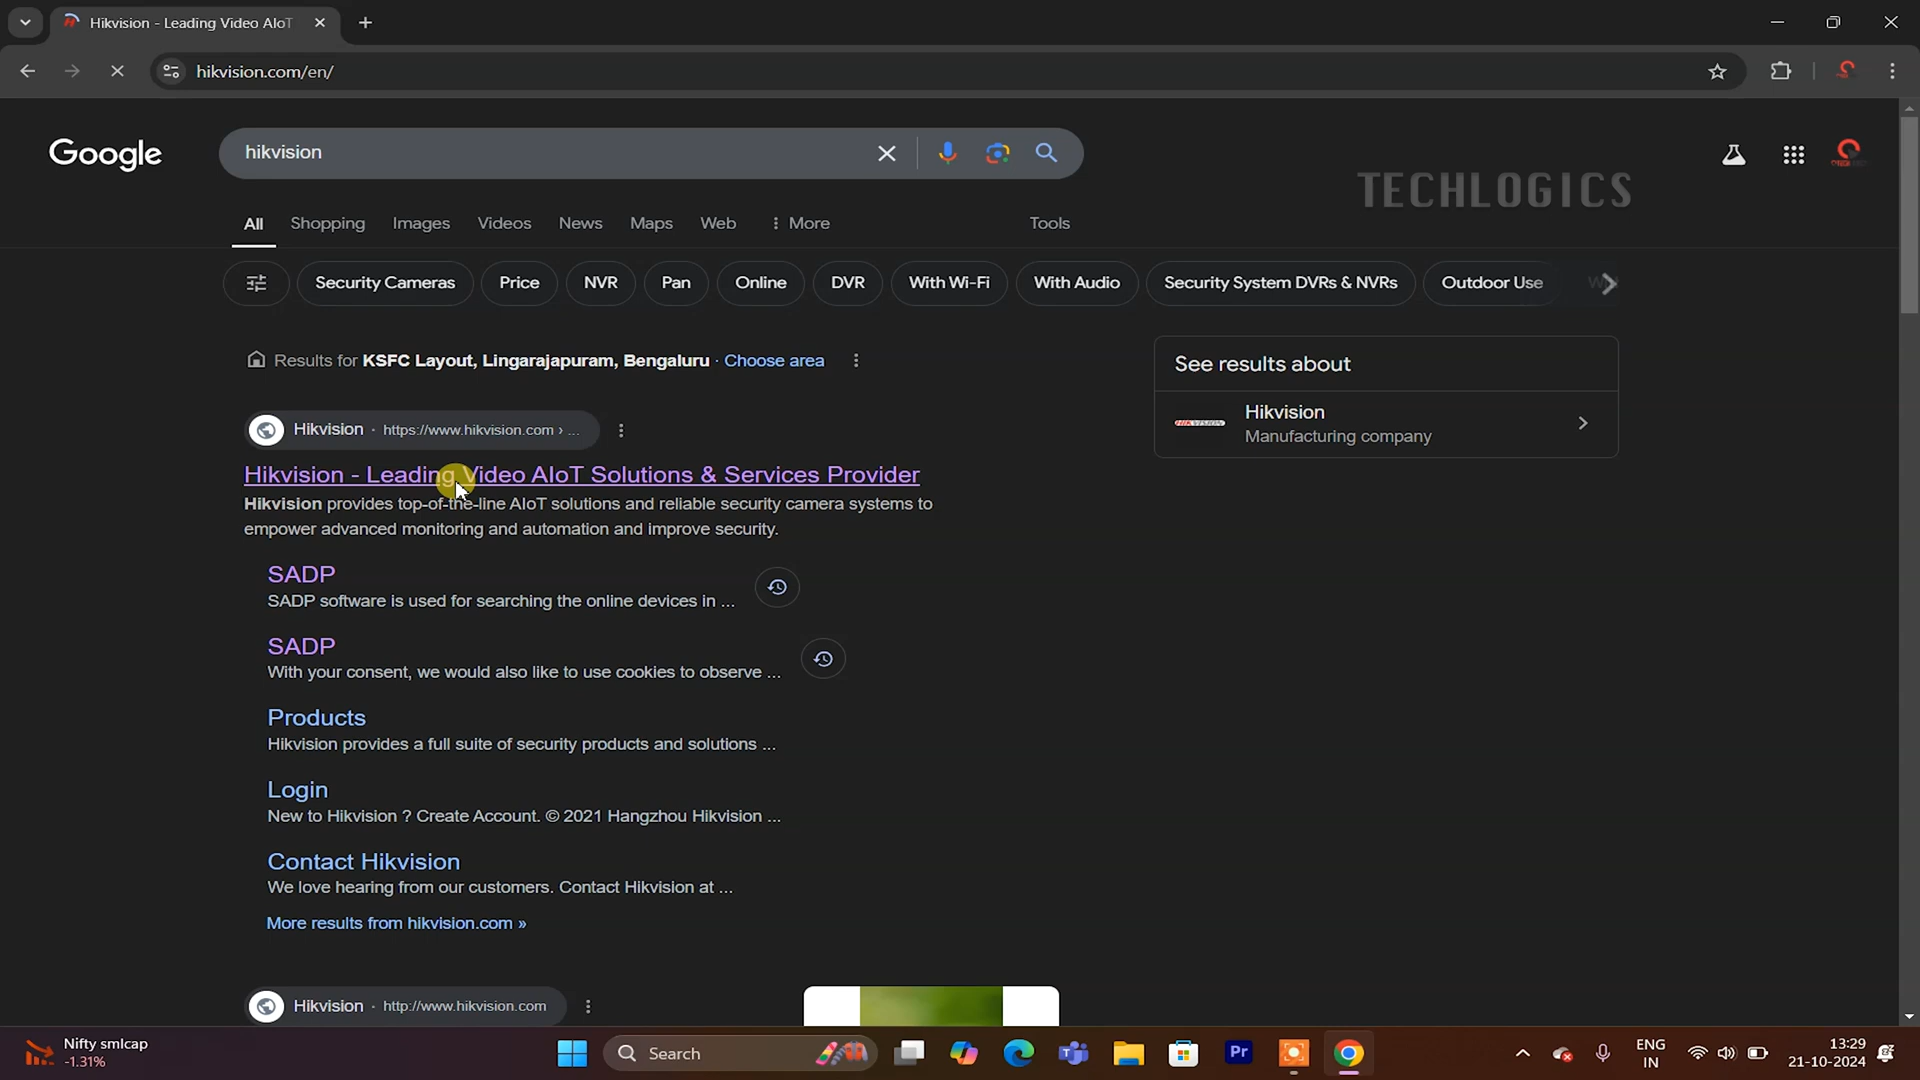 Hikvision - Leading Video AIoT
hikvision.com/en/
Google
hikvision
TECHLOGICS
All Shopping Images Videos News Maps Web More Tools
Security Cameras Price NVR Pan Online DVR With Wi-Fi With Audio Security System DVRs & NVRs Outdoor Use
Results for KSFC Layout, Lingarajapuram, Bengaluru · Choose area
See results about
Hikvision
Manufacturing company
Hikvision · https://www.hikvision.com › ...
Hikvision - Leading Video AIoT Solutions & Services Provider
Hikvision provides top-of-the-line AIoT solutions and reliable security camera systems to
empower advanced monitoring and automation and improve security.
SADP
SADP software is used for searching the online devices in ...
SADP
With your consent, we would also like to use cookies to observe ...
Products
Hikvision provides a full suite of security products and solutions ...
Login
New to Hikvision ? Create Account. © 2021 Hangzhou Hikvision ...
Contact Hikvision
We love hearing from our customers. Contact Hikvision at ...
More results from hikvision.com »
Hikvision · http://www.hikvision.com
Nifty smlcap
-1.31%
Search
Pr
ENG
IN
13:29
21-10-2024